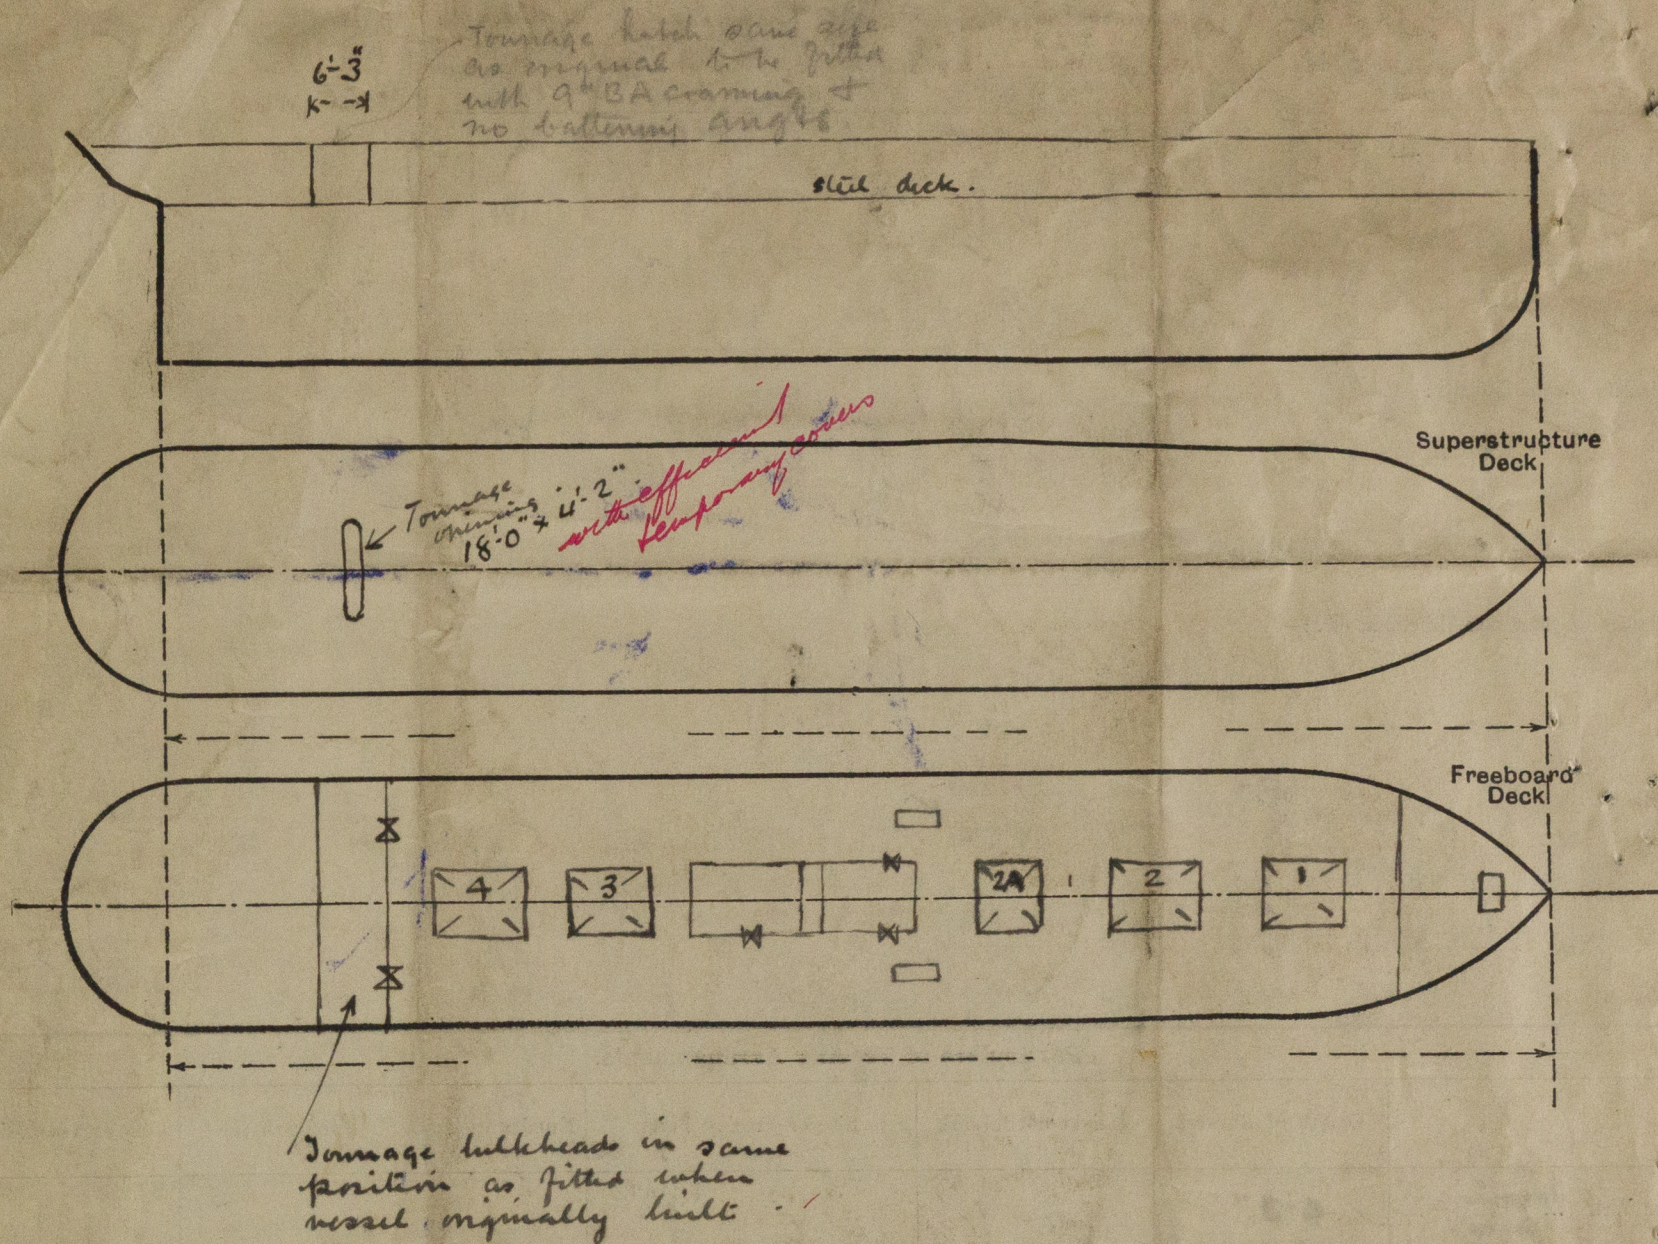 Tonnage hatch same size
as original to be fitted
with 9" BA coaming &
no battening angles
6'-3"
steel deck.
Superstructure
Deck
Tonnage
opening
18'-0" x 4'-2"
with efficient
temporary covers
Freeboard
Deck
4
3
2A
2
1
Tonnage bulkheads in same
position as fitted when
vessel originally built